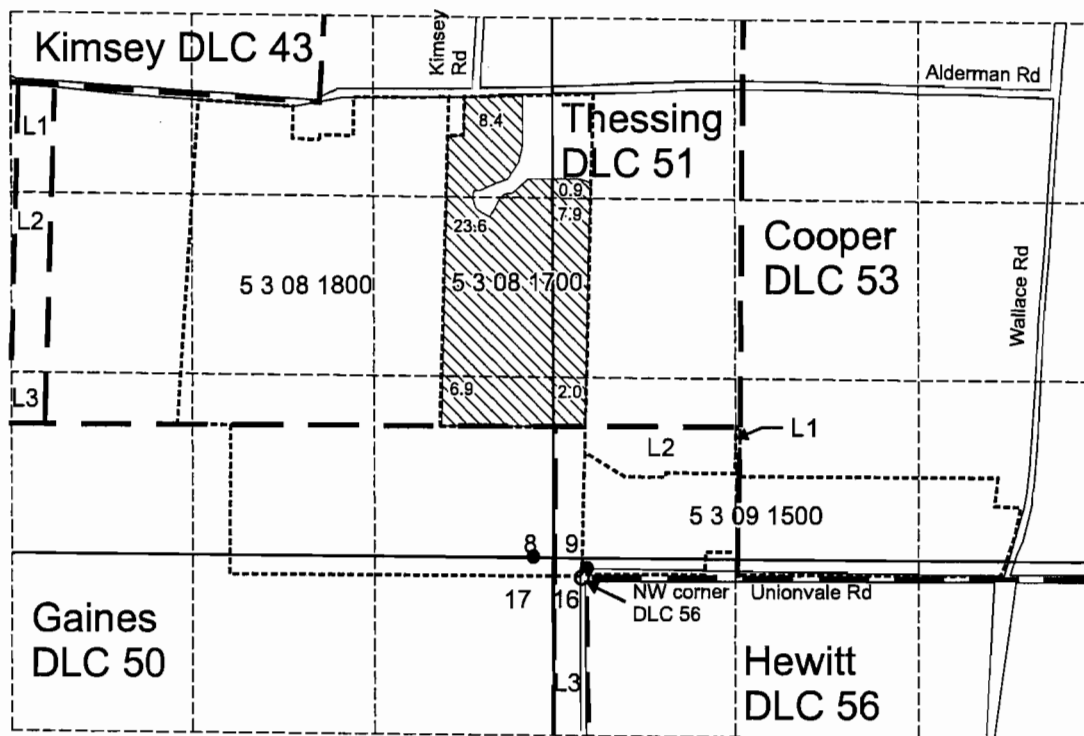 Kimsey DLC 43
Kimsey
Rd
Alderman Rd
L1
8.4
Thessing
DLC 51
L2
0.9
7.9
23.6
Cooper
DLC 53
5 3 08 1800
5 3 08 1700
Wallace Rd
L3
6.9
2.0
L1
L2
5 3 09 1500
8
9
17
16
NW corner
DLC 56
Unionvale Rd
Gaines
DLC 50
L3
Hewitt
DLC 56